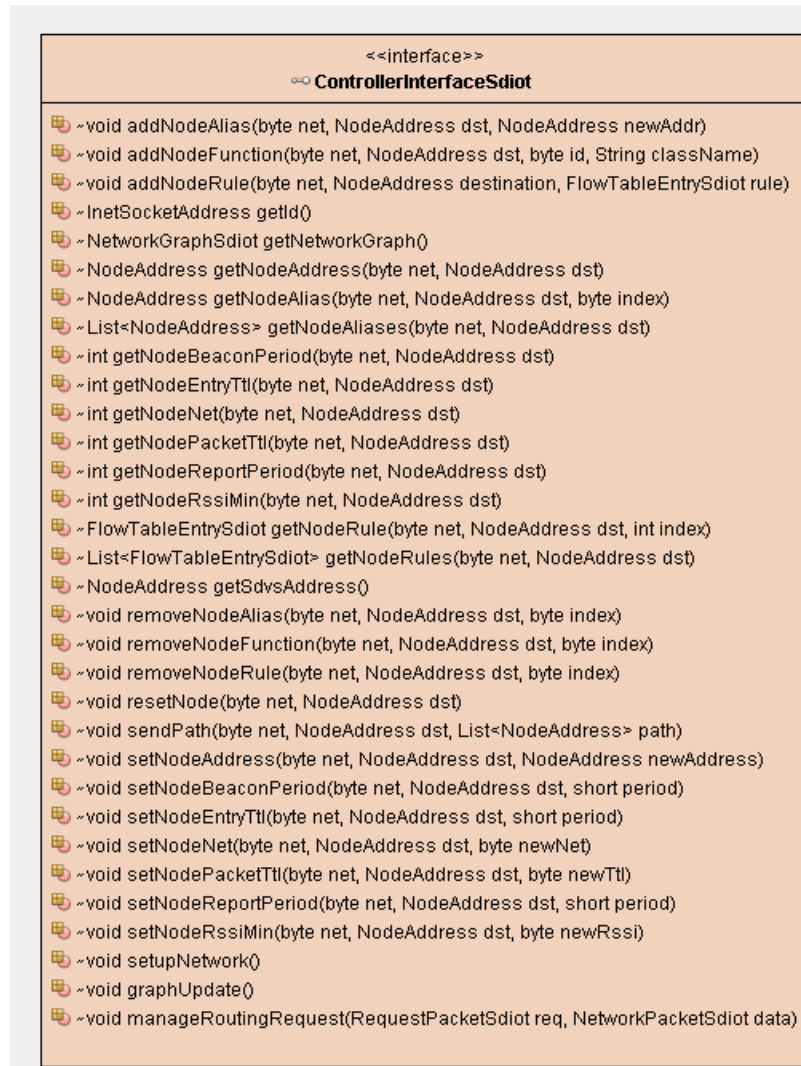 <<interface>>
ControllerInterfaceSdiot
~void addNodeAlias(byte net, NodeAddress dst, NodeAddress newAddr)
~void addNodeFunction(byte net, NodeAddress dst, byte id, String className)
~void addNodeRule(byte net, NodeAddress destination, FlowTableEntrySdiot rule)
~InetSocketAddress getId()
~NetworkGraphSdiot getNetworkGraph()
~NodeAddress getNodeAddress(byte net, NodeAddress dst)
~NodeAddress getNodeAlias(byte net, NodeAddress dst, byte index)
~List<NodeAddress> getNodeAliases(byte net, NodeAddress dst)
~int getNodeBeaconPeriod(byte net, NodeAddress dst)
~int getNodeEntryTtl(byte net, NodeAddress dst)
~int getNodeNet(byte net, NodeAddress dst)
~int getNodePacketTtl(byte net, NodeAddress dst)
~int getNodeReportPeriod(byte net, NodeAddress dst)
~int getNodeRssiMin(byte net, NodeAddress dst)
~FlowTableEntrySdiot getNodeRule(byte net, NodeAddress dst, int index)
~List<FlowTableEntrySdiot> getNodeRules(byte net, NodeAddress dst)
~NodeAddress getSdvsAddress()
~void removeNodeAlias(byte net, NodeAddress dst, byte index)
~void removeNodeFunction(byte net, NodeAddress dst, byte index)
~void removeNodeRule(byte net, NodeAddress dst, byte index)
~void resetNode(byte net, NodeAddress dst)
~void sendPath(byte net, NodeAddress dst, List<NodeAddress> path)
~void setNodeAddress(byte net, NodeAddress dst, NodeAddress newAddress)
~void setNodeBeaconPeriod(byte net, NodeAddress dst, short period)
~void setNodeEntryTtl(byte net, NodeAddress dst, short period)
~void setNodeNet(byte net, NodeAddress dst, byte newNet)
~void setNodePacketTtl(byte net, NodeAddress dst, byte newTtl)
~void setNodeReportPeriod(byte net, NodeAddress dst, short period)
~void setNodeRssiMin(byte net, NodeAddress dst, byte newRssi)
~void setupNetwork()
~void graphUpdate()
~void manageRoutingRequest(RequestPacketSdiot req, NetworkPacketSdiot data)